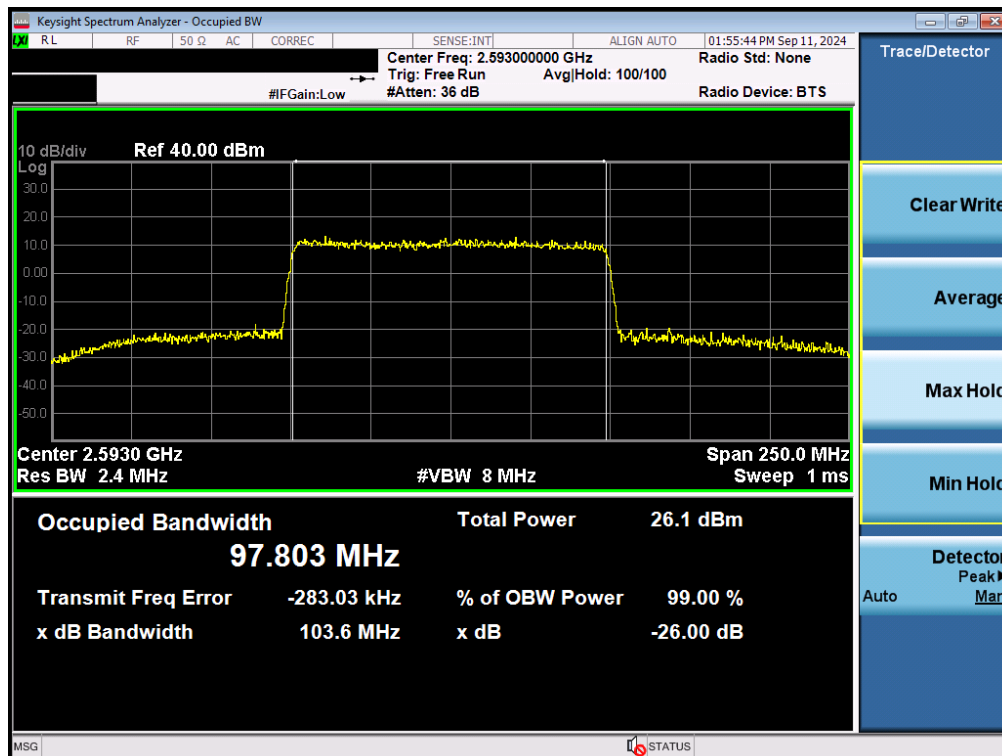 Keysight Spectrum Analyzer - Occupied BW
LXI RL RF 50 Ω AC CORREC SENSE:INT ALIGN AUTO 01:55:44 PM Sep 11, 2024
Center Freq: 2.593000000 GHz Radio Std: None
Trig: Free Run Avg|Hold: 100/100
#IFGain:Low #Atten: 36 dB Radio Device: BTS
Trace/Detector
10 dB/div Ref 40.00 dBm
Log
30.0
20.0
10.0
0.00
-10.0
-20.0
-30.0
-40.0
-50.0
Center 2.5930 GHz Span 250.0 MHz
Res BW 2.4 MHz #VBW 8 MHz Sweep 1 ms
Occupied Bandwidth Total Power 26.1 dBm
97.803 MHz
Transmit Freq Error -283.03 kHz % of OBW Power 99.00 %
x dB Bandwidth 103.6 MHz x dB -26.00 dB
Clear Write
Average
Max Hold
Min Hold
Detector
Peak
Auto Man
MSG STATUS